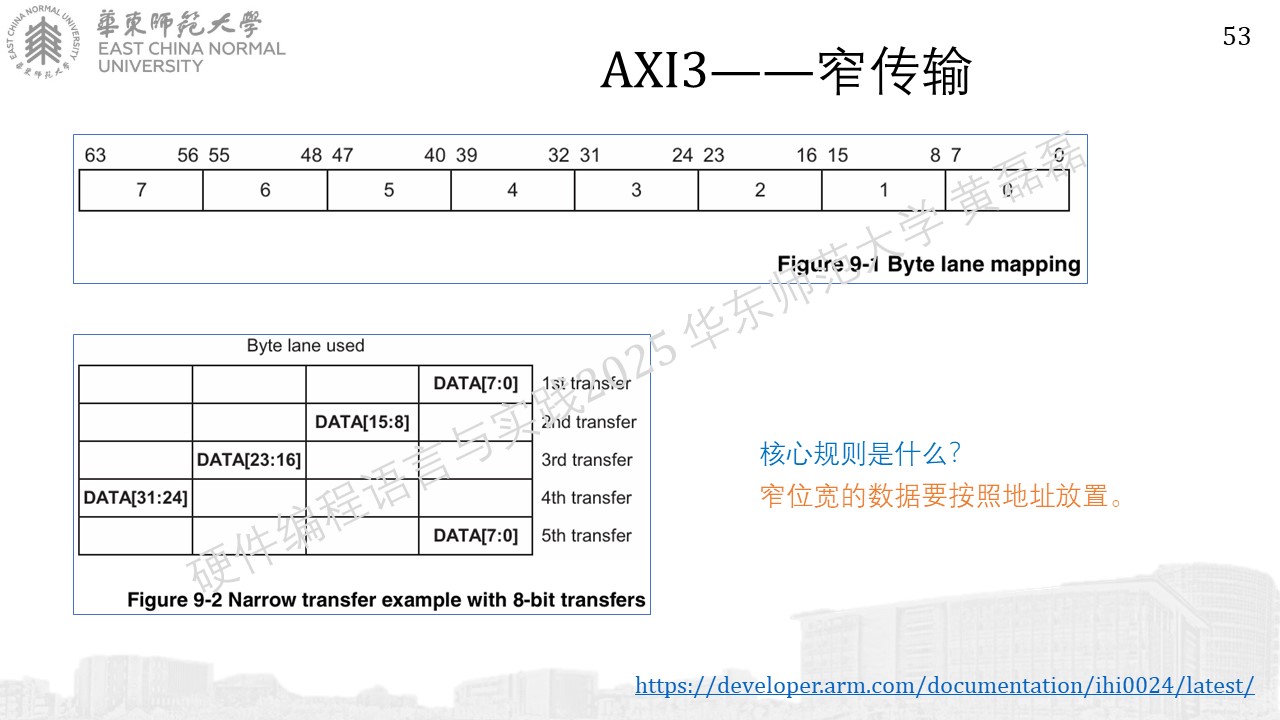 華東師范大學
EAST CHINA NORMAL
UNIVERSITY
EAST CHINA NORMAL UNIVERSITY
華東师范大学
53
AXI3——窄传输
63 56 55 48 47 40 39 32 31 24 23 16 15 8 7 0
7 6 5 4 3 2 1 0
Figure 9-1 Byte lane mapping
Byte lane used
DATA[7:0] 1st transfer
DATA[15:8] 2nd transfer
DATA[23:16] 3rd transfer
DATA[31:24] 4th transfer
DATA[7:0] 5th transfer
Figure 9-2 Narrow transfer example with 8-bit transfers
核心规则是什么？
窄位宽的数据要按照地址放置。
硬件编程语言与实践2025 华东师范大学 黄磊磊
https://developer.arm.com/documentation/ihi0024/latest/